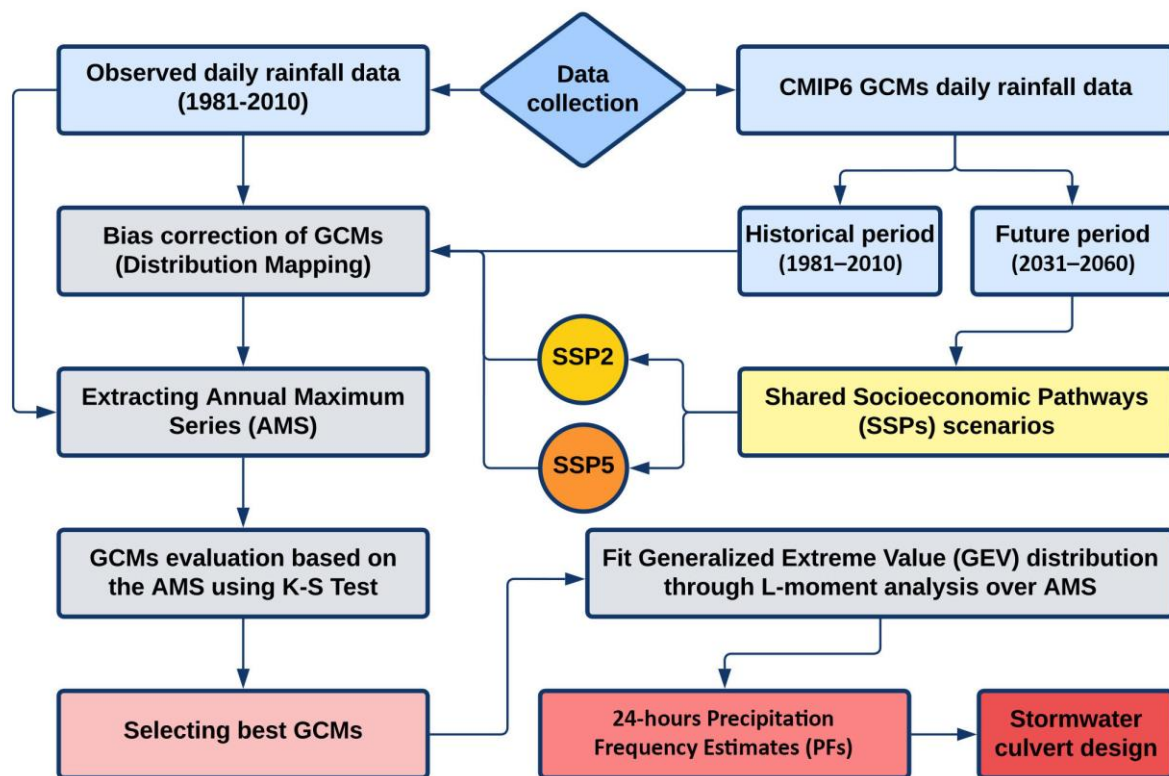 Observed daily rainfall data
(1981-2010)
Data
collection
CMIP6 GCMs daily rainfall data
Bias correction of GCMs
(Distribution Mapping)
Historical period
(1981–2010)
Future period
(2031–2060)
SSP2
Extracting Annual Maximum
Series (AMS)
Shared Socioeconomic Pathways
(SSPs) scenarios
SSP5
GCMs evaluation based on
the AMS using K-S Test
Fit Generalized Extreme Value (GEV) distribution
through L-moment analysis over AMS
Selecting best GCMs
24-hours Precipitation
Frequency Estimates (PFs)
Stormwater
culvert design